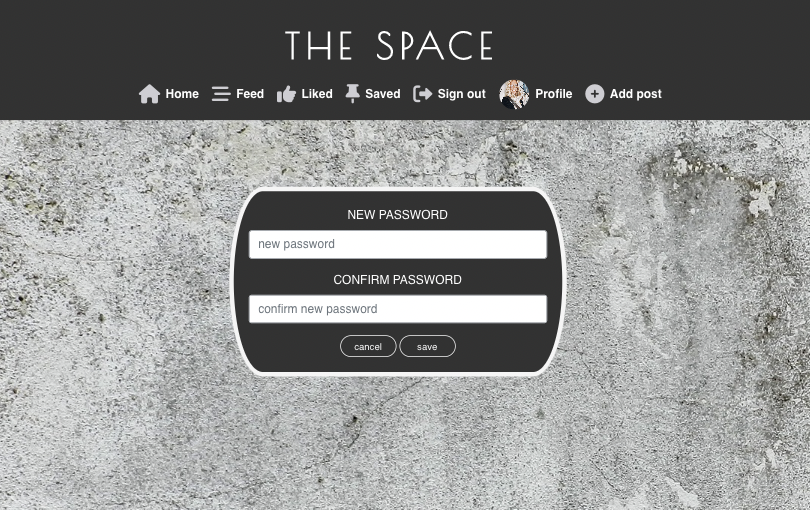 THE SPACE
Home Feed Liked Saved Sign out Profile Add post
NEW PASSWORD
new password
CONFIRM PASSWORD
confirm new password
cancel save